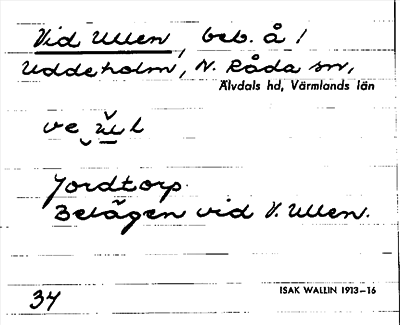 Vid Ullen, beb. å /
Uddeholm, N. Råda sn,
Älvdals hd, Värmlands län
Jordtorp.
Belägen vid V. Ullen.
34
ISAK WALLIN 1913–16